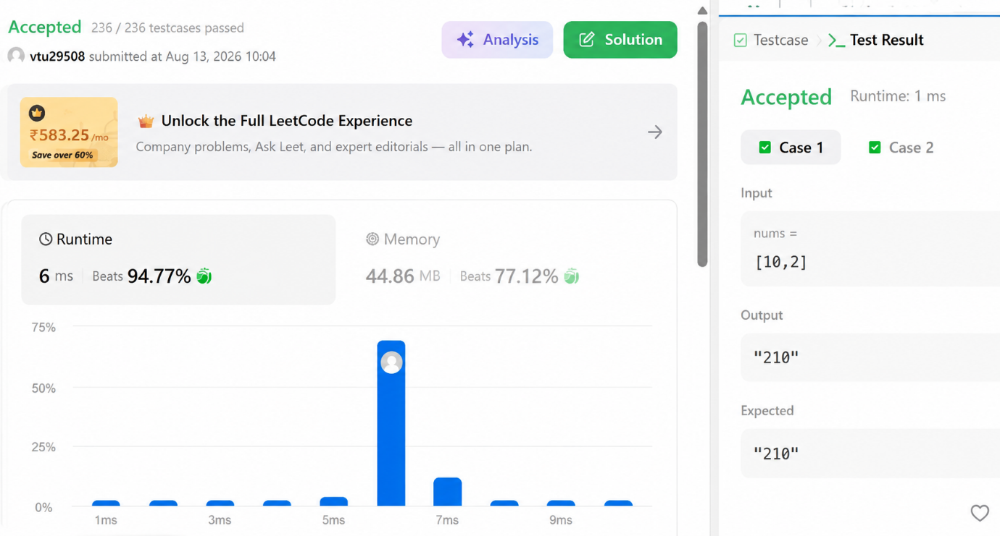 Accepted 236 / 236 testcases passed
vtu29508 submitted at Aug 13, 2026 10:04
Analysis
Solution
₹583.25 /mo
Save over 60%
Unlock the Full LeetCode Experience
Company problems, Ask Leet, and expert editorials — all in one plan.
Runtime
6 ms Beats 94.77%
Memory
44.86 MB Beats 77.12%
75%
50%
25%
0%
1ms 3ms 5ms 7ms 9ms
Testcase
Test Result
Accepted Runtime: 1 ms
Case 1 Case 2
Input
nums =
[10,2]
Output
"210"
Expected
"210"